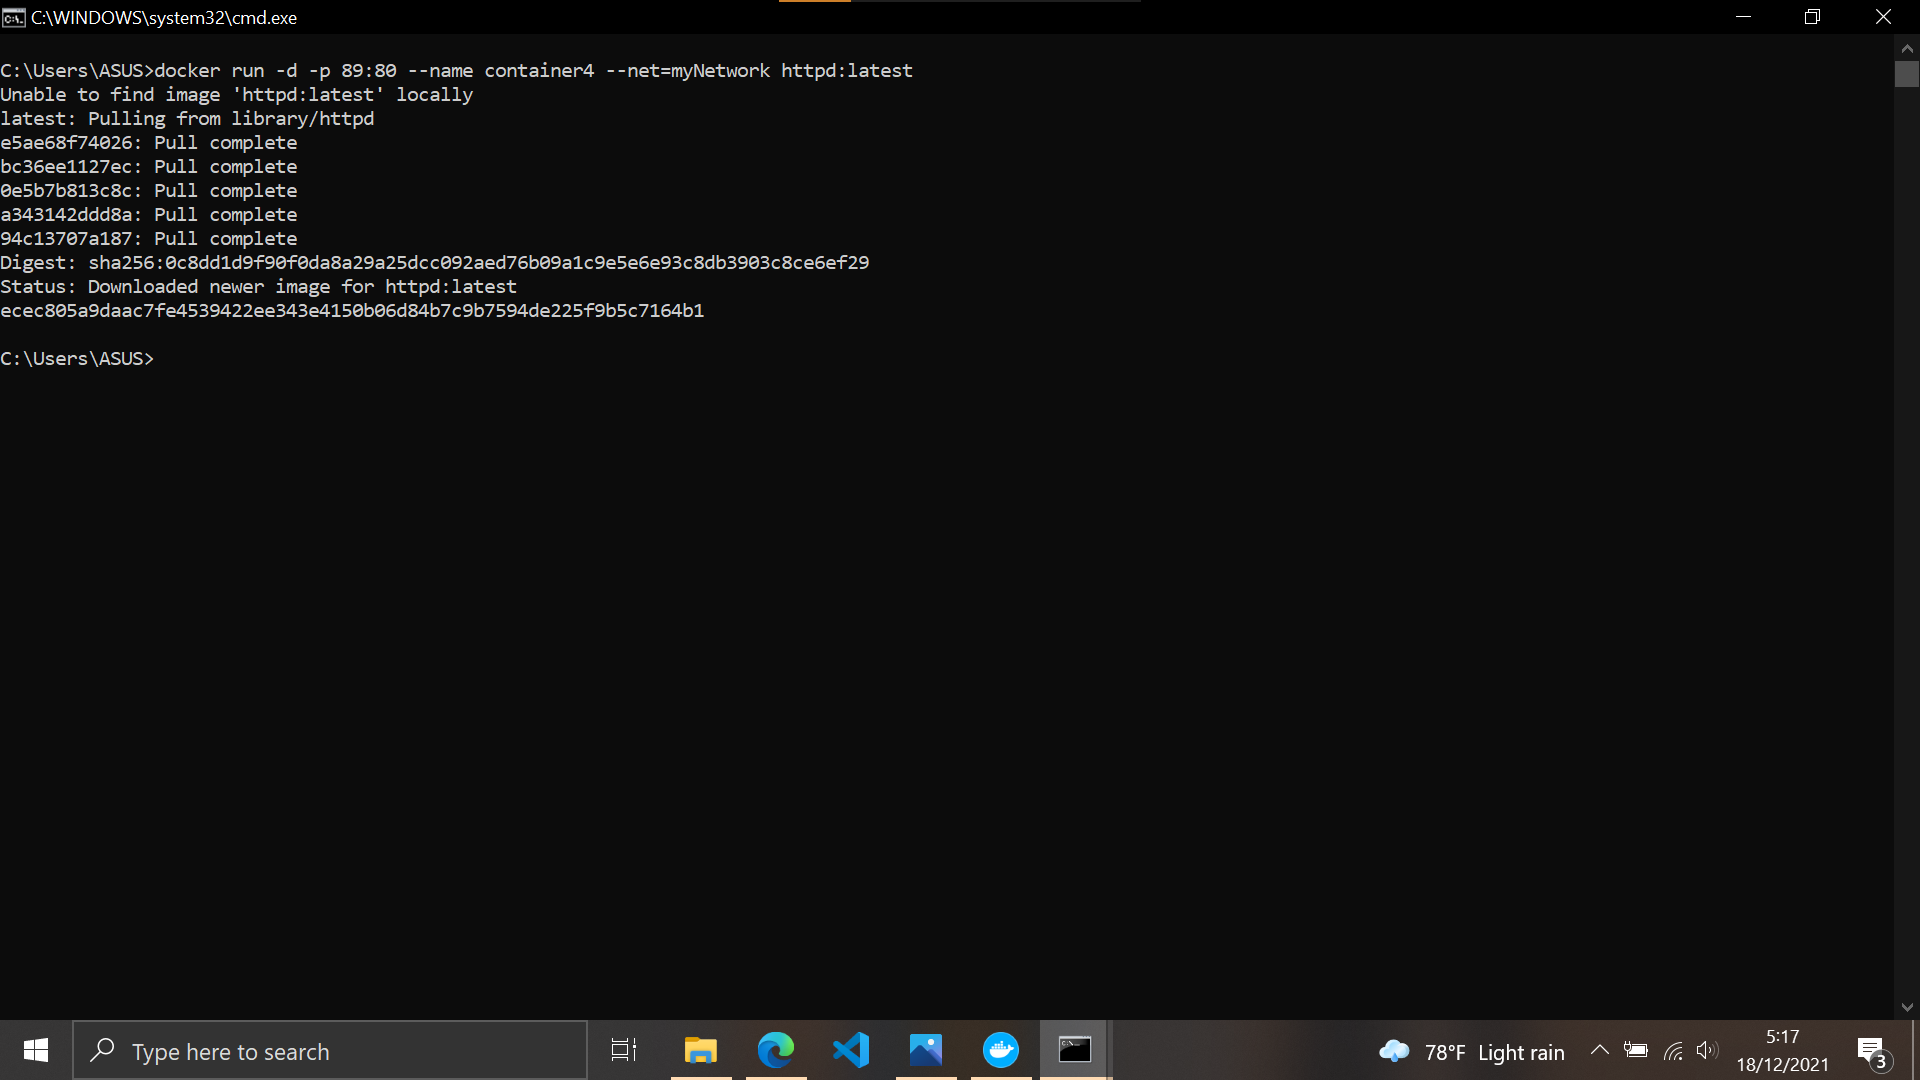 C:\WINDOWS\system32\cmd.exe
C:\Users\ASUS>docker run -d -p 89:80 --name container4 --net=myNetwork httpd:latest
Unable to find image 'httpd:latest' locally
latest: Pulling from library/httpd
e5ae68f74026: Pull complete
bc36ee1127ec: Pull complete
0e5b7b813c8c: Pull complete
a343142ddd8a: Pull complete
94c13707a187: Pull complete
Digest: sha256:0c8dd1d9f90f0da8a29a25dcc092aed76b09a1c9e5e6e93c8db3903c8ce6ef29
Status: Downloaded newer image for httpd:latest
ecec805a9daac7fe4539422ee343e4150b06d84b7c9b7594de225f9b5c7164b1
C:\Users\ASUS>
Type here to search
78°F Light rain
5:17
18/12/2021
3